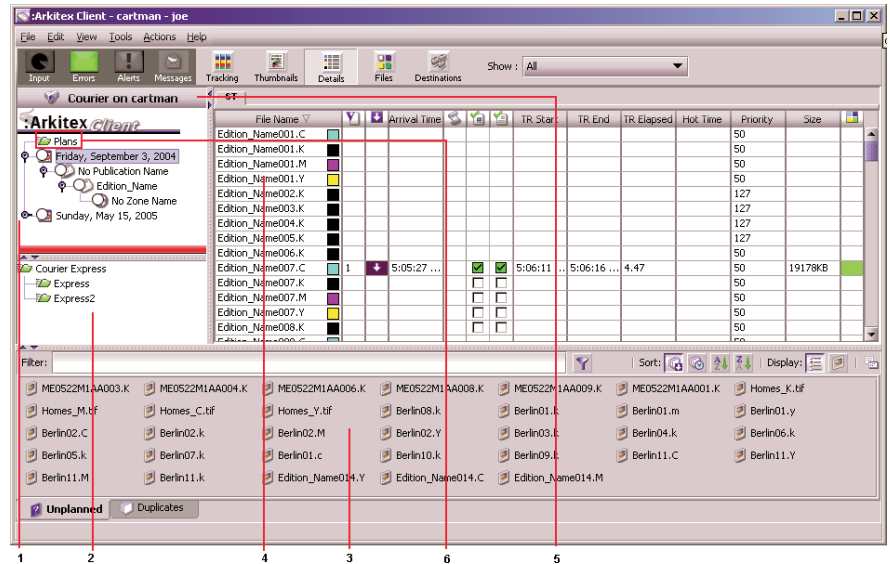 :Arkitex Client - cartman - joe
File Edit View Tools Actions Help
Input Errors Alerts Messages Tracking Thumbnails Details Files Destinations Show : All
Courier on cartman
ST
:Arkitex Client
Plans
Friday, September 3, 2004
No Publication Name
Edition_Name
No Zone Name
Sunday, May 15, 2005
Courier Express
Express
Express2
File Name V Arrival Time TR Start TR End TR Elapsed Hot Time Priority Size
Edition_Name001.C 50
Edition_Name001.K 50
Edition_Name001.M 50
Edition_Name001.Y 50
Edition_Name002.K 127
Edition_Name003.K 127
Edition_Name004.K 127
Edition_Name005.K 127
Edition_Name006.K 50
Edition_Name007.C 1 5:05:27 ... 5:06:11 .. 5:06:16 ... 4.47 50 19178KB
Edition_Name007.K 50
Edition_Name007.M 50
Edition_Name007.Y 50
Edition_Name008.K 50
Filter: Sort: Display:
ME0522M1AA003.K ME0522M1AA004.K ME0522M1AA006.K ME0522M1AA008.K ME0522M1AA009.K ME0522M1AA001.K Homes_K.tif
Homes_M.tif Homes_C.tif Homes_Y.tif Berlin08.k Berlin01.k Berlin01.m Berlin01.y
Berlin02.C Berlin02.k Berlin02.M Berlin02.Y Berlin03.k Berlin04.k Berlin06.k
Berlin05.k Berlin07.k Berlin01.c Berlin10.k Berlin09.k Berlin11.C Berlin11.Y
Berlin11.M Berlin11.k Edition_Name014.Y Edition_Name014.C Edition_Name014.M
Unplanned Duplicates
1 2 4 3 6 5